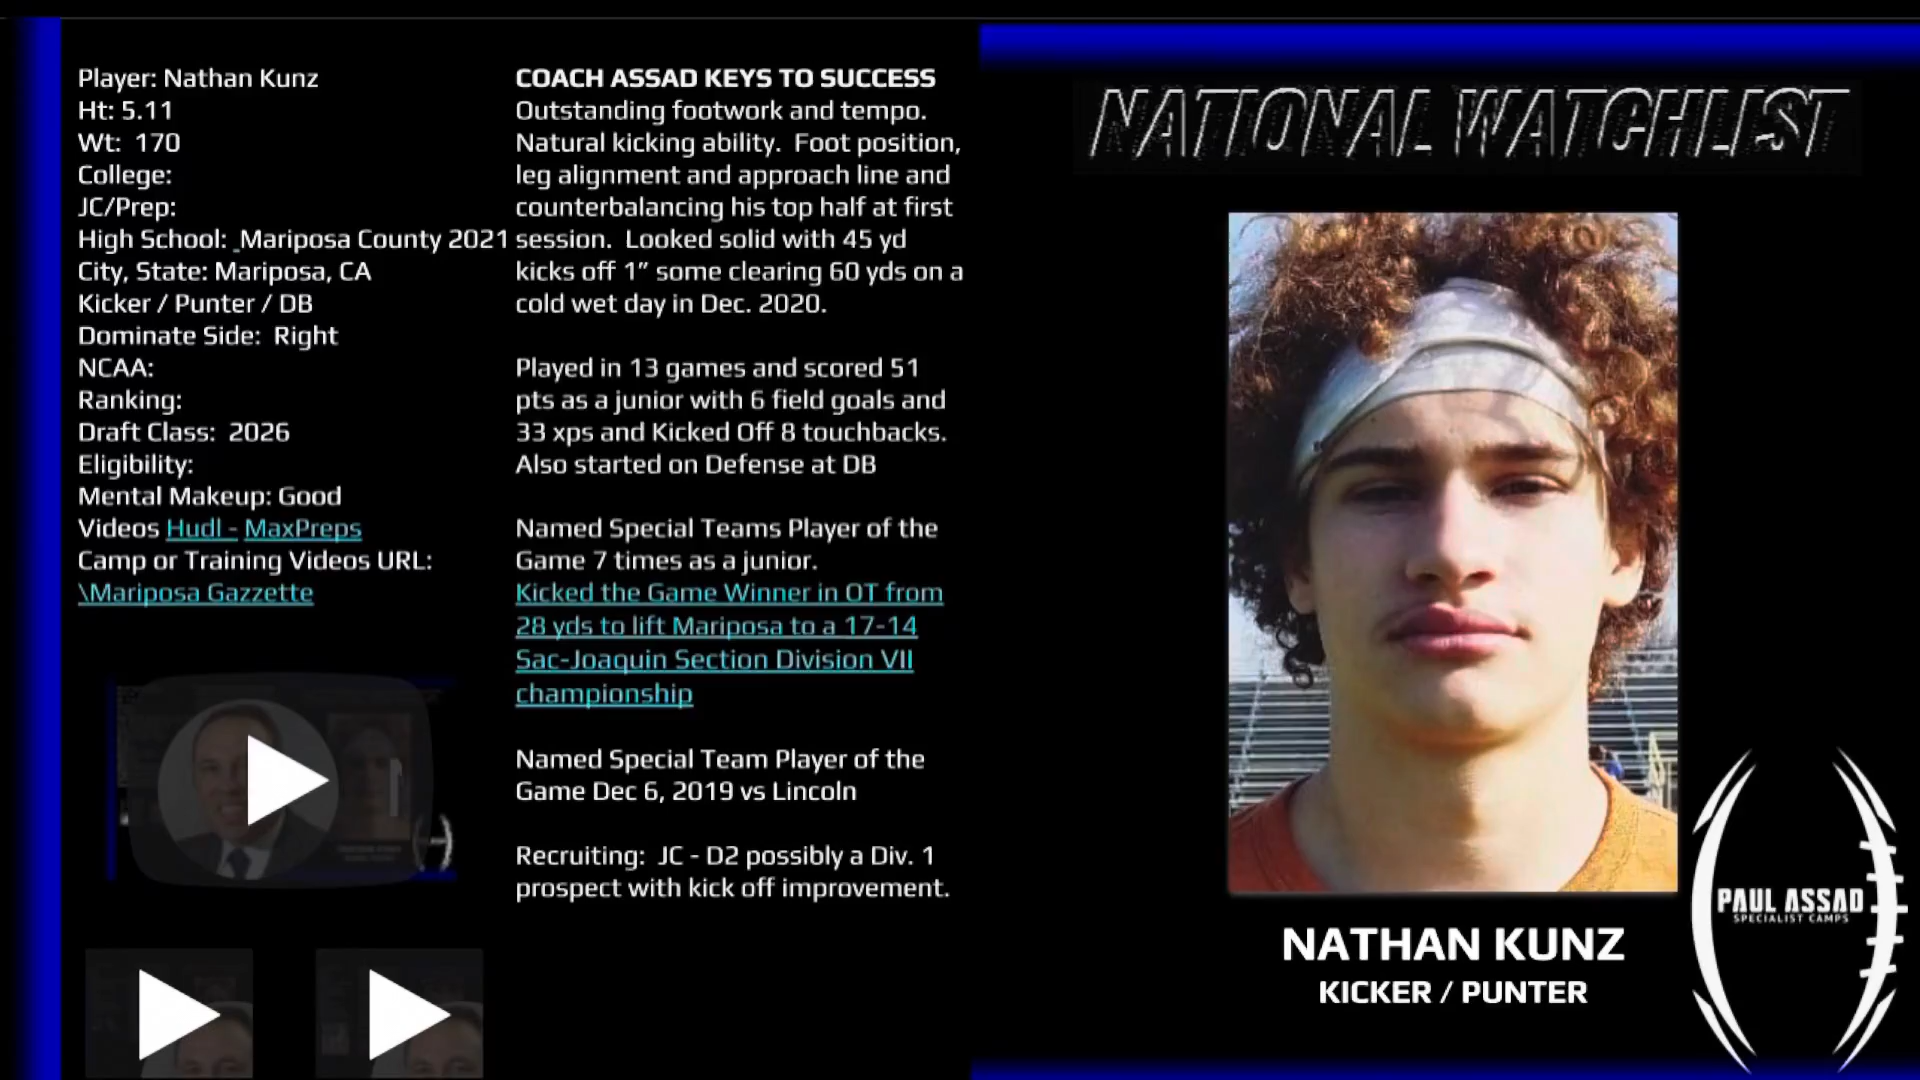 Player: Nathan Kunz
Ht: 5.11
Wt:  170
College:
JC/Prep:
High School: _Mariposa County 2021
City, State: Mariposa, CA
Kicker / Punter / DB
Dominate Side:  Right
NCAA:
Ranking:
Draft Class:  2026
Eligibility:
Mental Makeup: Good
Videos Hudl - MaxPreps
Camp or Training Videos URL:
\Mariposa Gazzette
COACH ASSAD KEYS TO SUCCESS
Outstanding footwork and tempo.
Natural kicking ability.  Foot position,
leg alignment and approach line and
counterbalancing his top half at first
session.  Looked solid with 45 yd
kicks off 1” some clearing 60 yds on a
cold wet day in Dec. 2020.
Played in 13 games and scored 51
pts as a junior with 6 field goals and
33 xps and Kicked Off 8 touchbacks.
Also started on Defense at DB
Named Special Teams Player of the
Game 7 times as a junior.
Kicked the Game Winner in OT from
28 yds to lift Mariposa to a 17-14
Sac-Joaquin Section Division VII
championship
Named Special Team Player of the
Game Dec 6, 2019 vs Lincoln
Recruiting:  JC - D2 possibly a Div. 1
prospect with kick off improvement.
NATIONAL WATCHLIST
NATHAN KUNZ
KICKER / PUNTER
PAUL ASSAD
SPECIALIST CAMPS